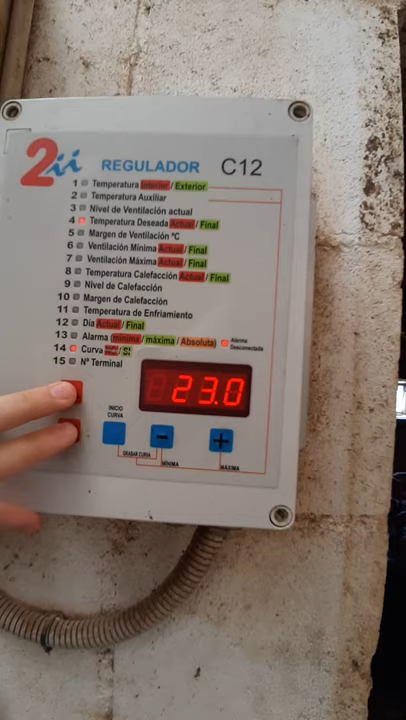 2ii REGULADOR C12
1 Temperatura Interior / Exterior
2 Temperatura Auxiliar
3 Nivel de Ventilación actual
4 Temperatura Deseada Actual / Final
5 Margen de Ventilación ºC
6 Ventilación Mínima Actual / Final
7 Ventilación Máxima Actual / Final
8 Temperatura Calefacción Actual / Final
9 Nivel de Calefacción
10 Margen de Calefacción
11 Temperatura de Enfriamiento
12 Día Actual / Final
13 Alarma (mínima / máxima / Absoluta) Alarma Desconectada
14 Curva
15 Nº Terminal
23.0
INICIO
CURVA
- +
GRABAR CURVA
MÍNIMA MÁXIMA